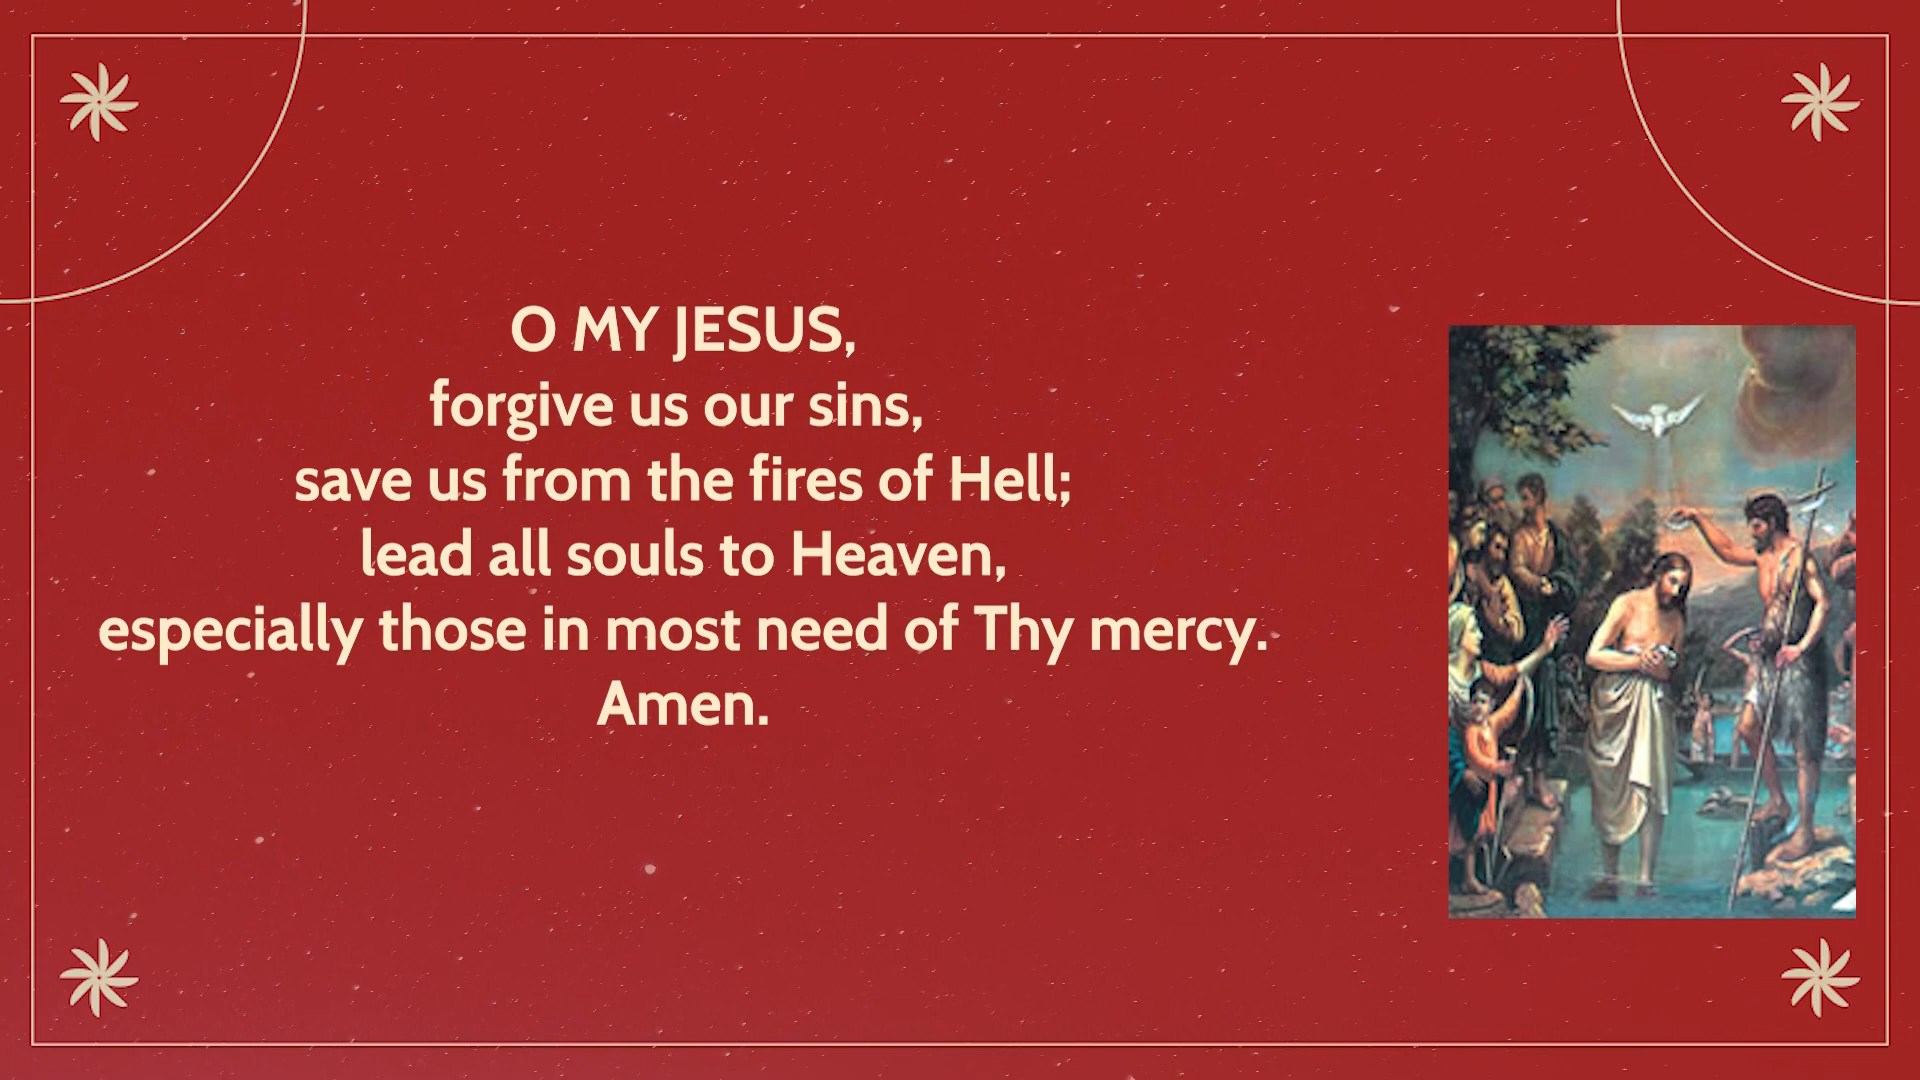 O MY JESUS,
forgive us our sins,
save us from the fires of Hell;
lead all souls to Heaven,
especially those in most need of Thy mercy.
Amen.